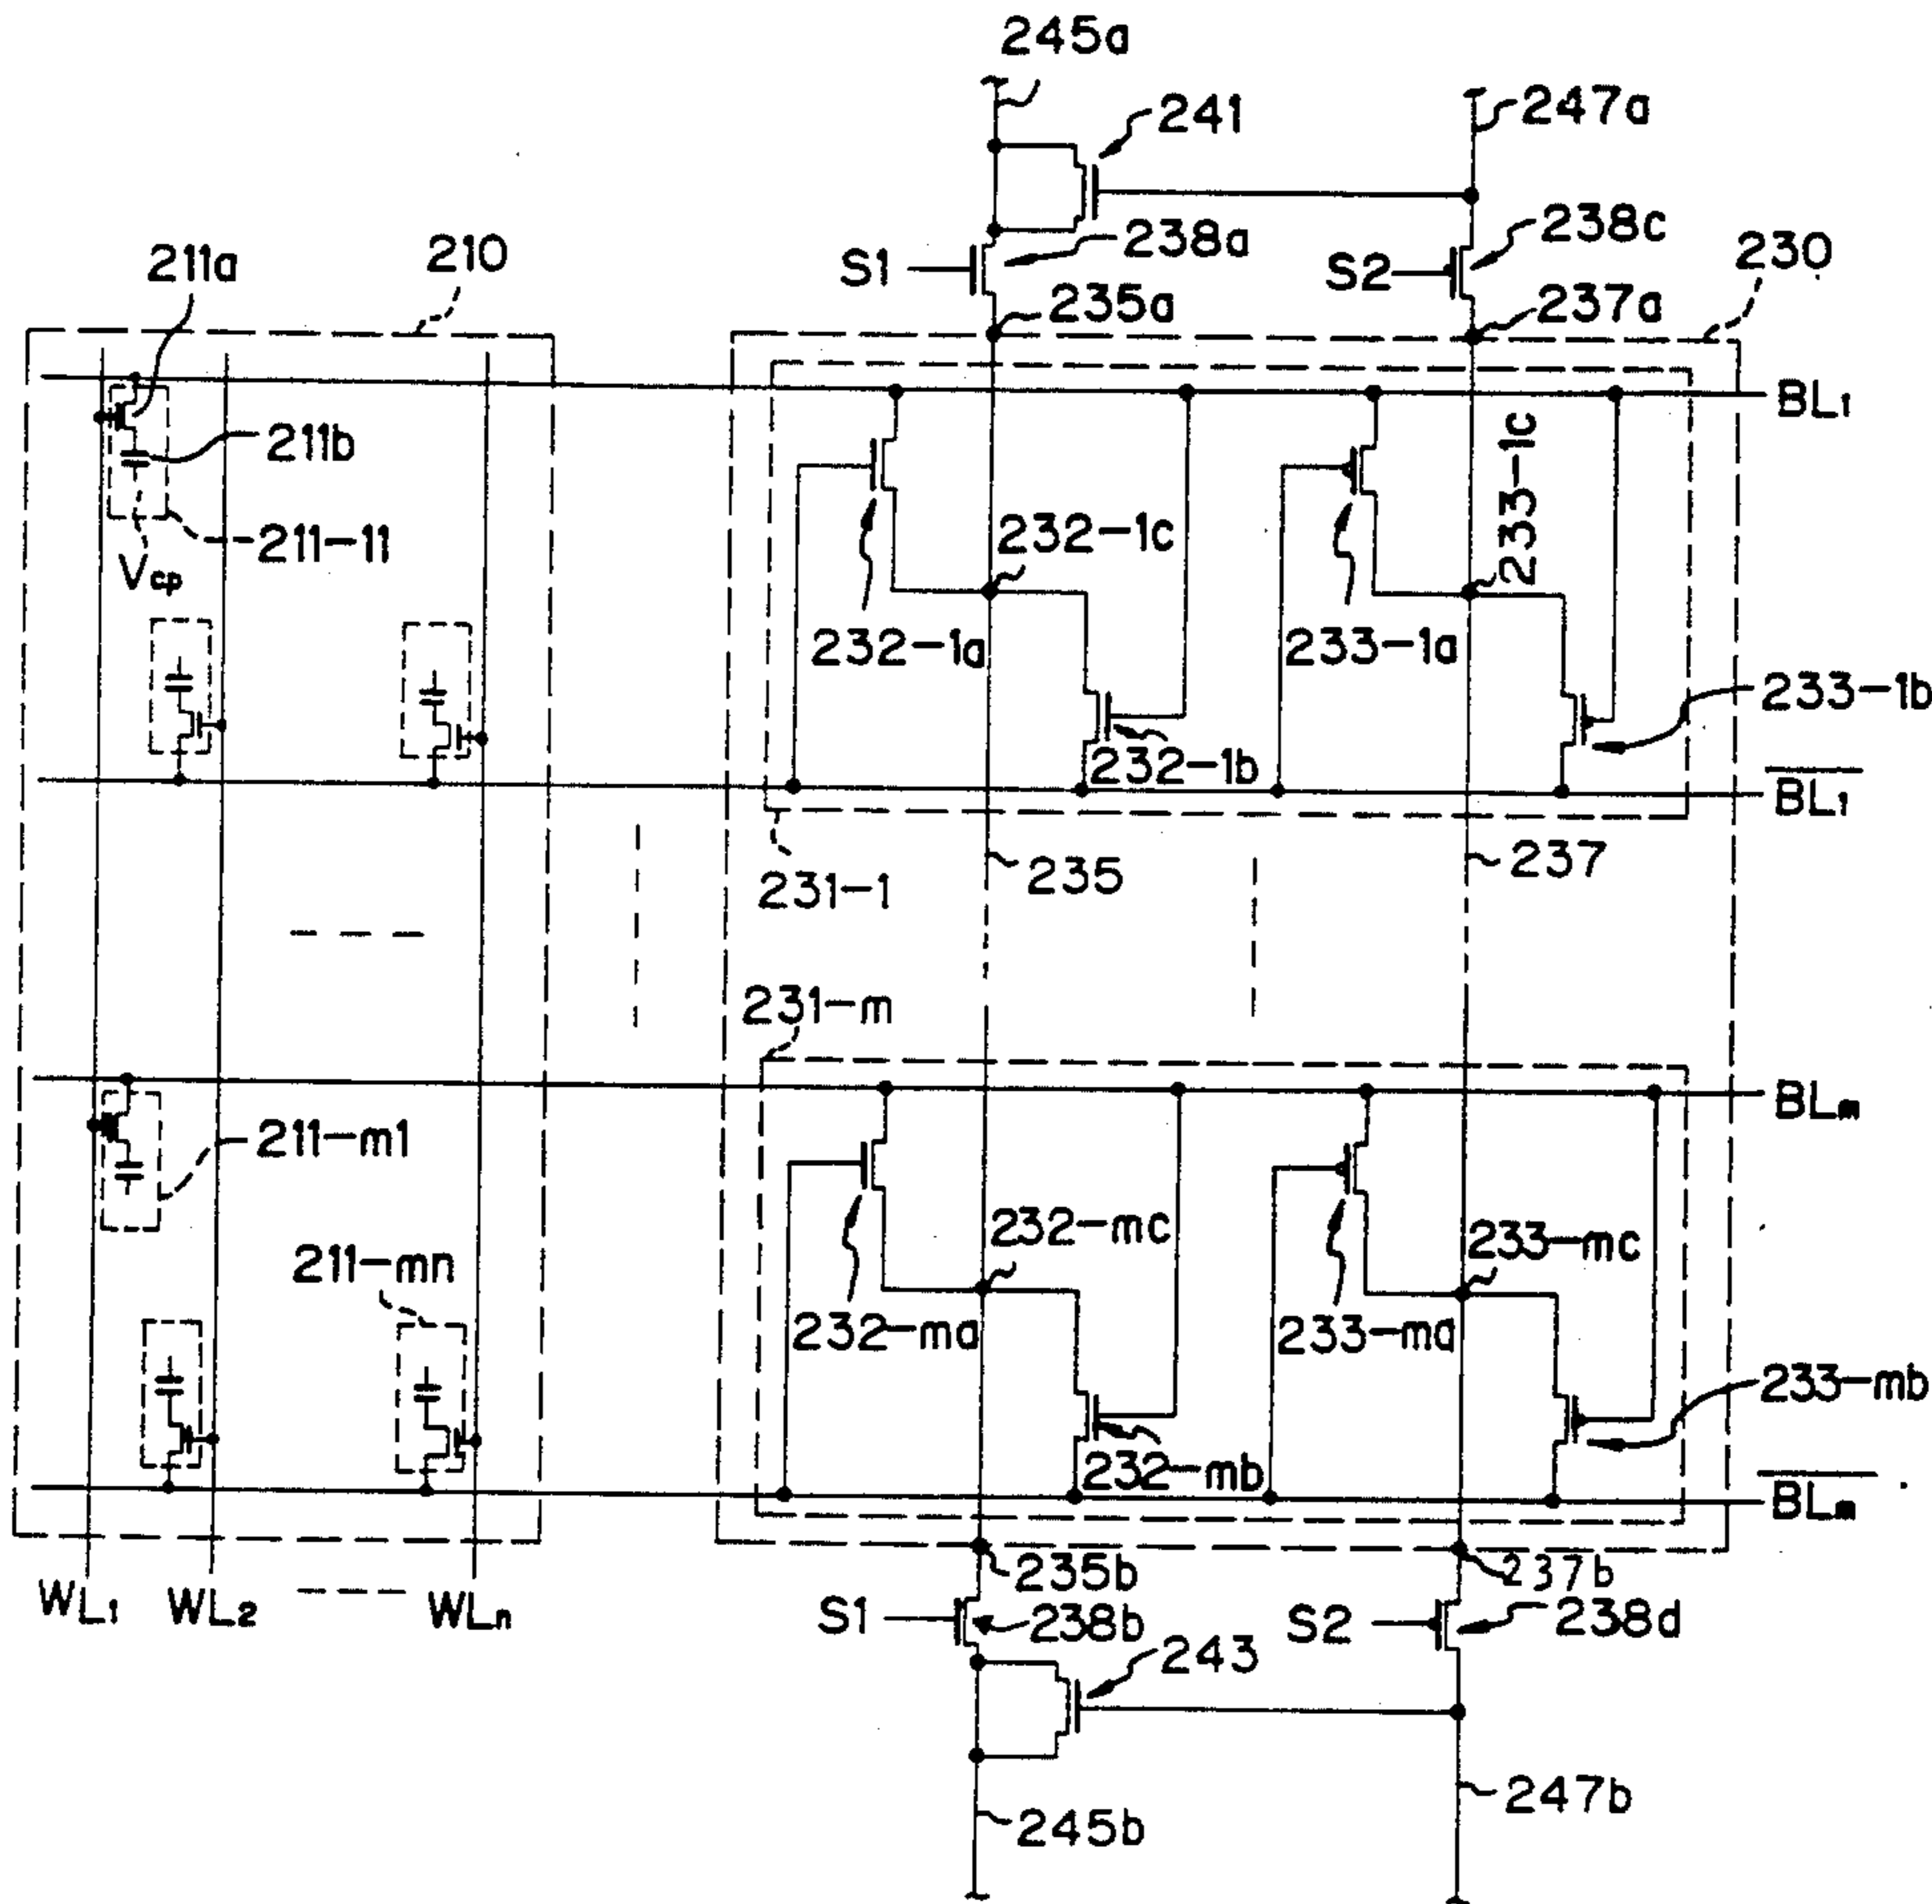 245a
241
247a
238c
S1
238a
S2
230
211a
210
235a
237a
BL1
211b
233-1c
211-11
232-1c
Vcp
232-1a
233-1a
233-1b
232-1b
BL1
235
237
231-1
231-m
BLm
211-m1
232-mc
233-mc
211-mn
232-ma
233-ma
233-mb
232-mb
BLm
235b
237b
WL1
WL2
WLn
S1
238b
S2
238d
243
247b
245b